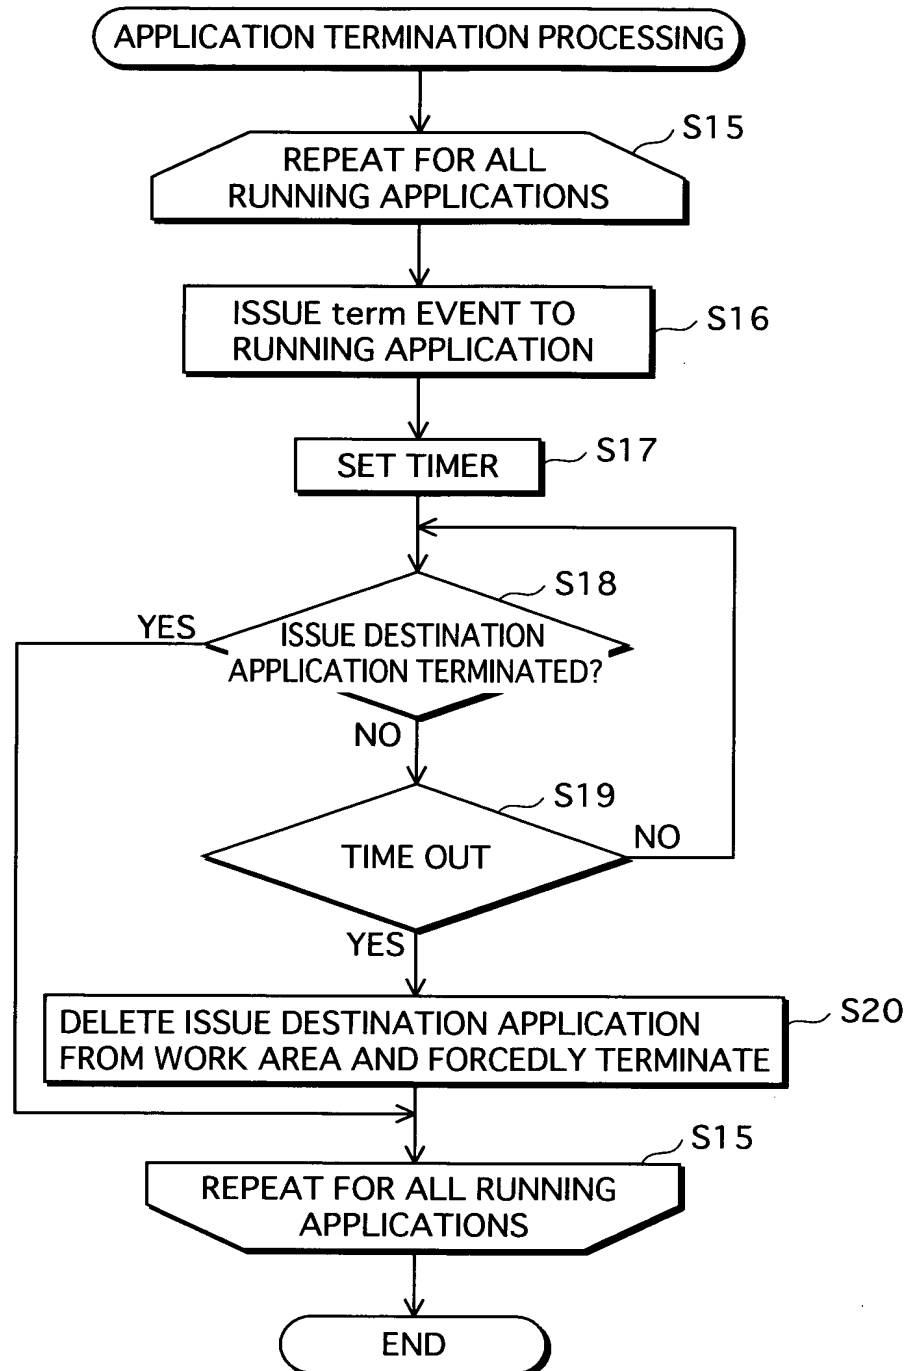 APPLICATION TERMINATION PROCESSING
S15
REPEAT FOR ALL
RUNNING APPLICATIONS
ISSUE term EVENT TO
RUNNING APPLICATION
S16
SET TIMER
S17
S18
YES
ISSUE DESTINATION
APPLICATION TERMINATED?
NO
S19
TIME OUT
NO
YES
DELETE ISSUE DESTINATION APPLICATION
FROM WORK AREA AND FORCEDLY TERMINATE
S20
S15
REPEAT FOR ALL RUNNING
APPLICATIONS
END